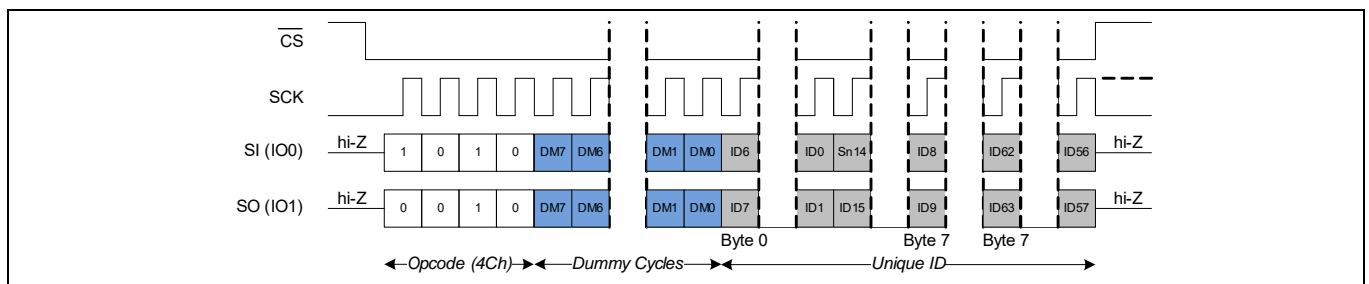 CS
SCK
SI (IO0) hi-Z 1 0 1 0 DM7 DM6 DM1 DM0 ID6 ID0 Sn14 ID8 ID62 ID56 hi-Z
SO (IO1) hi-Z 0 0 1 0 DM7 DM6 DM1 DM0 ID7 ID1 ID15 ID9 ID63 ID57 hi-Z
Byte 0 Byte 7 Byte 7
Opcode (4Ch) Dummy Cycles Unique ID